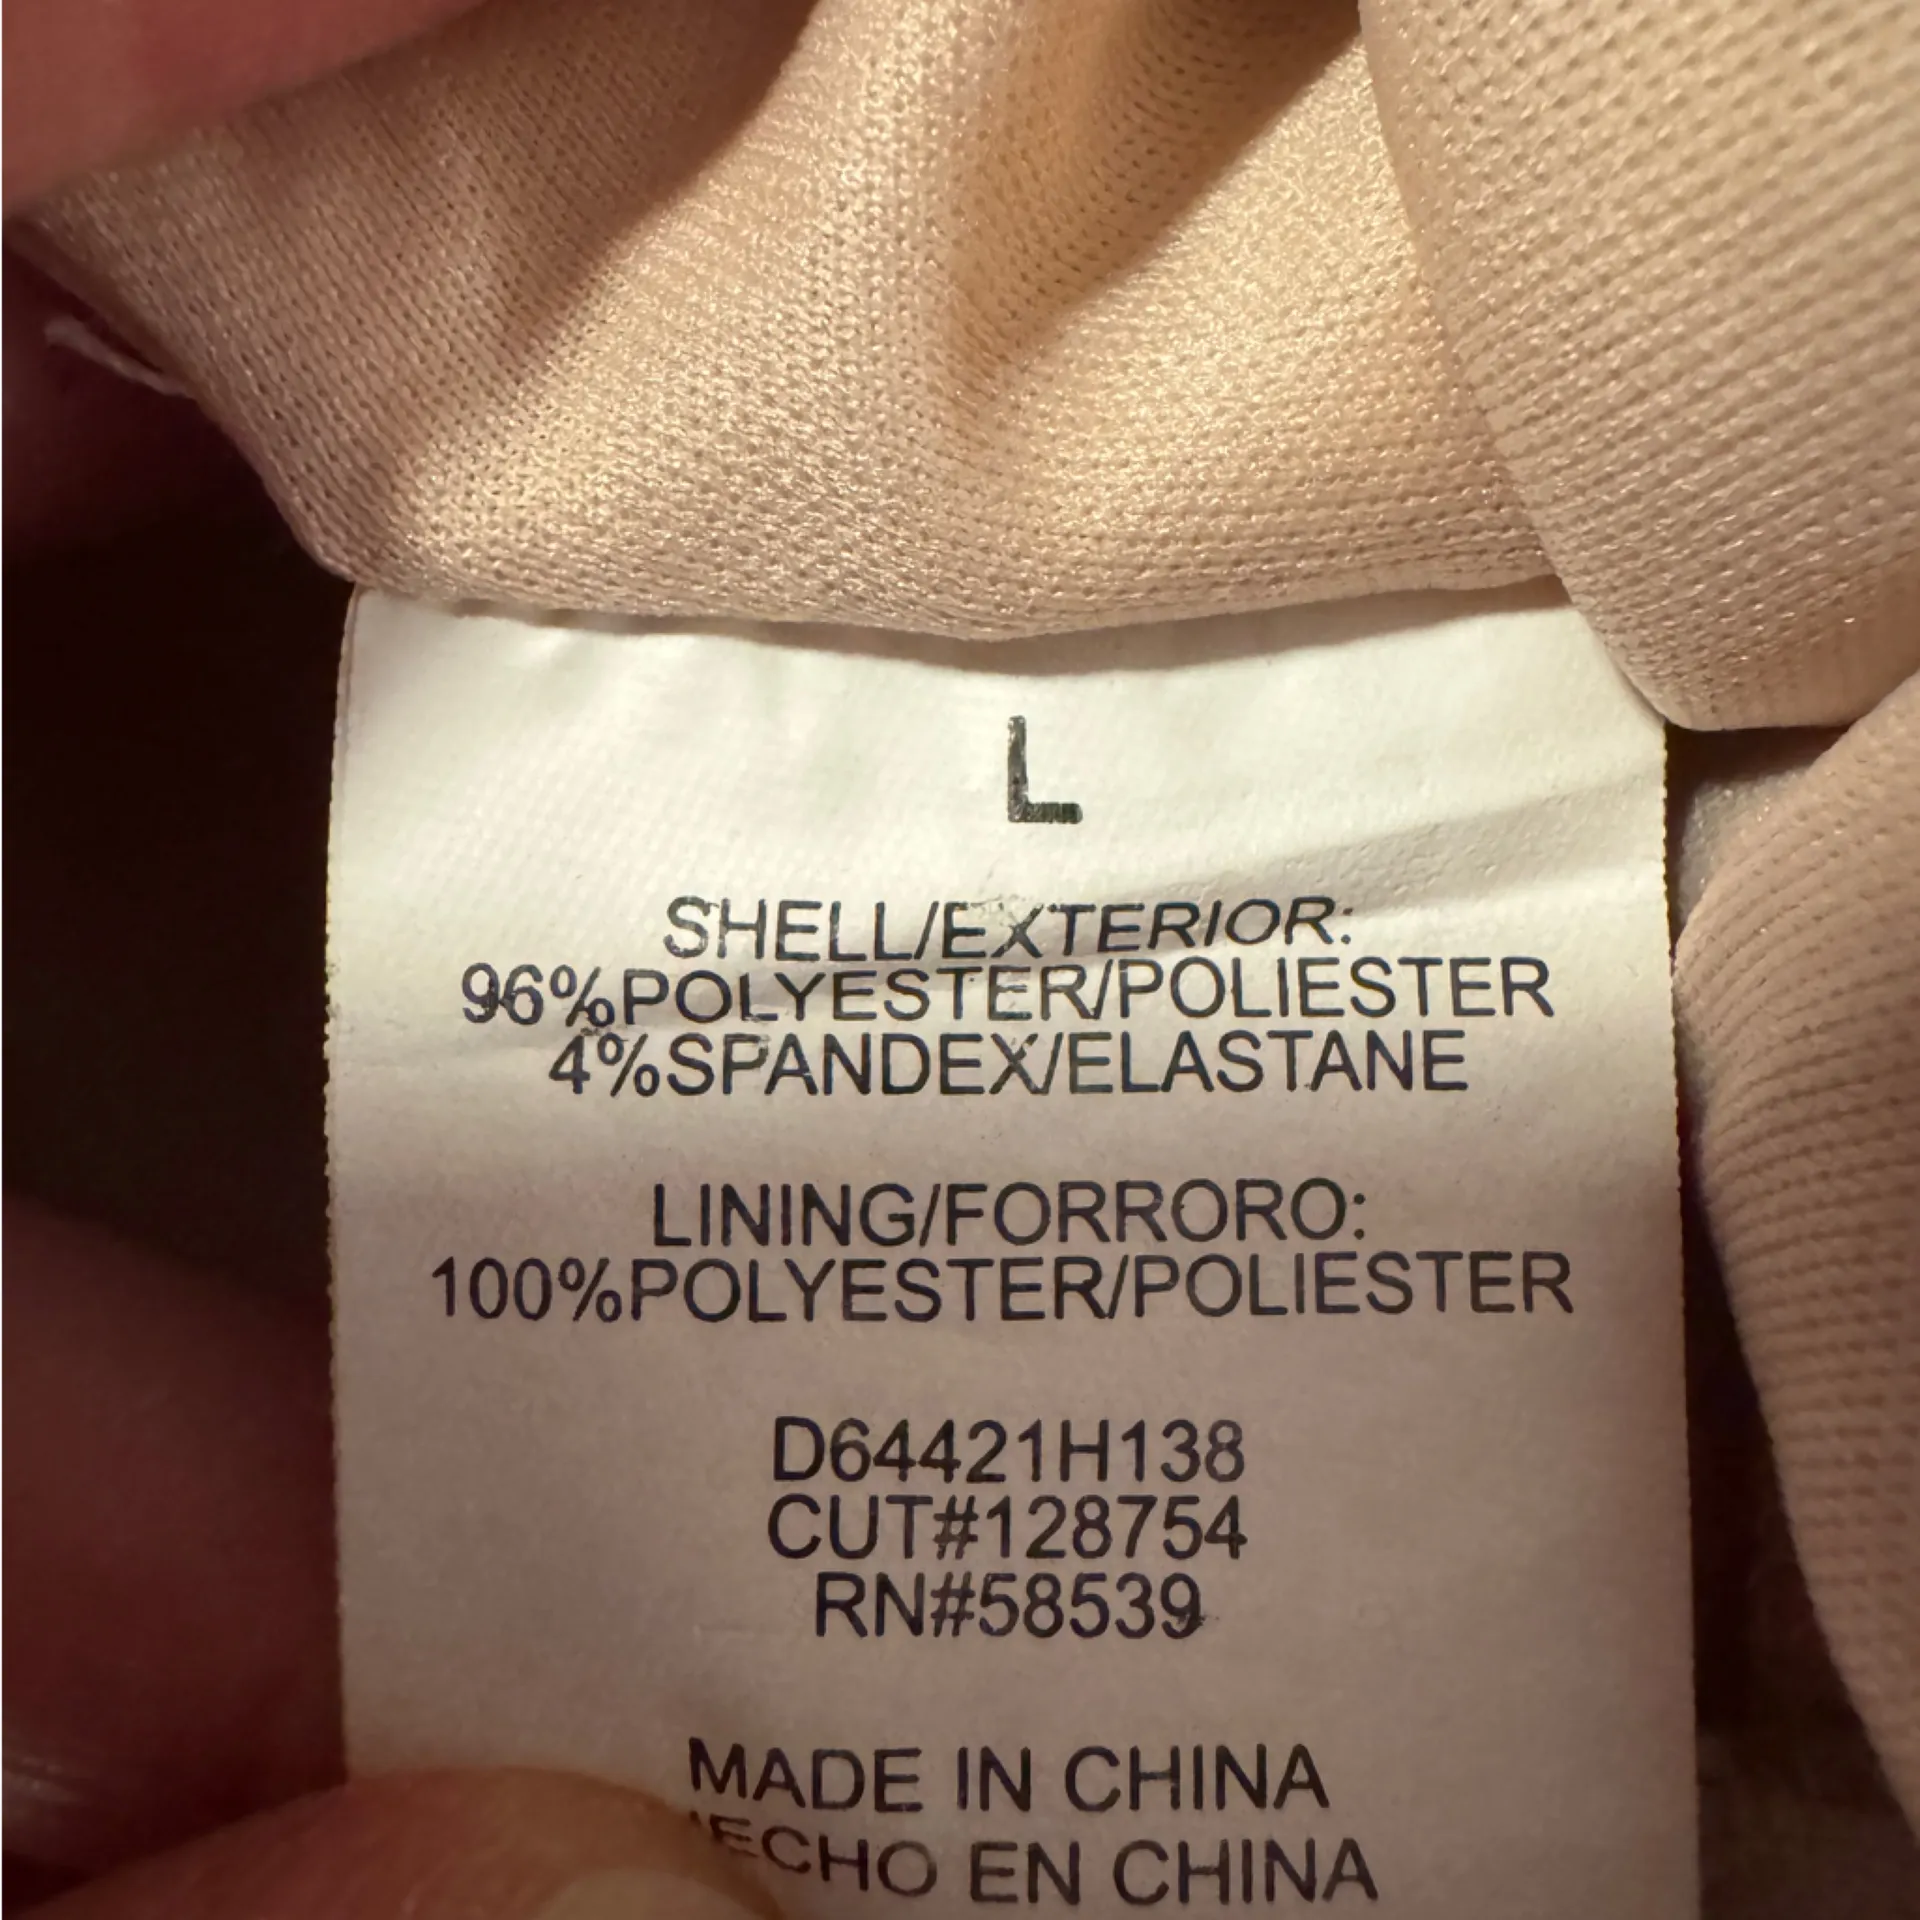 L
SHELL/EXTERIOR:
96%POLYESTER/POLIESTER
4%SPANDEX/ELASTANE
LINING/FORRORO:
100%POLYESTER/POLIESTER
D64421H138
CUT#128754
RN#58539
MADE IN CHINA
HECHO EN CHINA